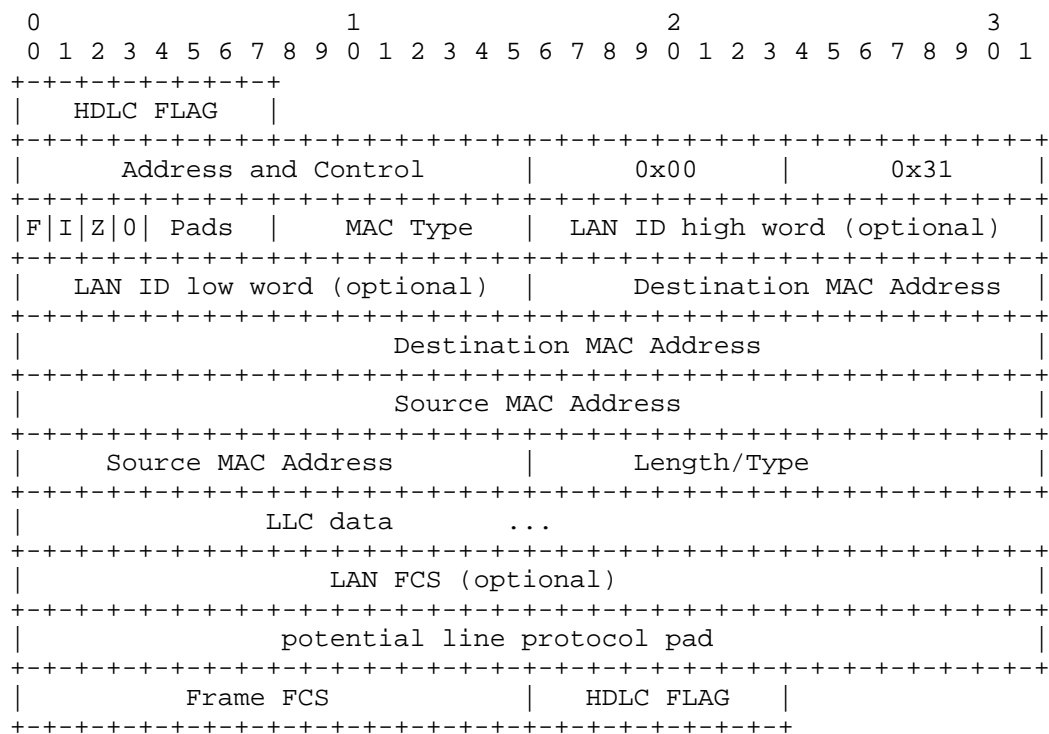 0                   1                   2                   3
 0 1 2 3 4 5 6 7 8 9 0 1 2 3 4 5 6 7 8 9 0 1 2 3 4 5 6 7 8 9 0 1
+-+-+-+-+-+-+-+-+
|   HDLC FLAG   |
+-+-+-+-+-+-+-+-+-+-+-+-+-+-+-+-+-+-+-+-+-+-+-+-+-+-+-+-+-+-+-+-+
|      Address and Control      |      0x00     |      0x31     |
+-+-+-+-+-+-+-+-+-+-+-+-+-+-+-+-+-+-+-+-+-+-+-+-+-+-+-+-+-+-+-+-+
|F|I|Z|0| Pads  |    MAC Type   |  LAN ID high word (optional)  |
+-+-+-+-+-+-+-+-+-+-+-+-+-+-+-+-+-+-+-+-+-+-+-+-+-+-+-+-+-+-+-+-+
|   LAN ID low word (optional)  |      Destination MAC Address  |
+-+-+-+-+-+-+-+-+-+-+-+-+-+-+-+-+-+-+-+-+-+-+-+-+-+-+-+-+-+-+-+-+
|                       Destination MAC Address                 |
+-+-+-+-+-+-+-+-+-+-+-+-+-+-+-+-+-+-+-+-+-+-+-+-+-+-+-+-+-+-+-+-+
|                       Source MAC Address                      |
+-+-+-+-+-+-+-+-+-+-+-+-+-+-+-+-+-+-+-+-+-+-+-+-+-+-+-+-+-+-+-+-+
|     Source MAC Address        |      Length/Type              |
+-+-+-+-+-+-+-+-+-+-+-+-+-+-+-+-+-+-+-+-+-+-+-+-+-+-+-+-+-+-+-+-+
|               LLC data       ...
+-+-+-+-+-+-+-+-+-+-+-+-+-+-+-+-+-+-+-+-+-+-+-+-+-+-+-+-+-+-+-+-+
|                   LAN FCS (optional)                          |
+-+-+-+-+-+-+-+-+-+-+-+-+-+-+-+-+-+-+-+-+-+-+-+-+-+-+-+-+-+-+-+-+
|                potential line protocol pad                    |
+-+-+-+-+-+-+-+-+-+-+-+-+-+-+-+-+-+-+-+-+-+-+-+-+-+-+-+-+-+-+-+-+
|          Frame FCS            |   HDLC FLAG   |
+-+-+-+-+-+-+-+-+-+-+-+-+-+-+-+-+-+-+-+-+-+-+-+-+